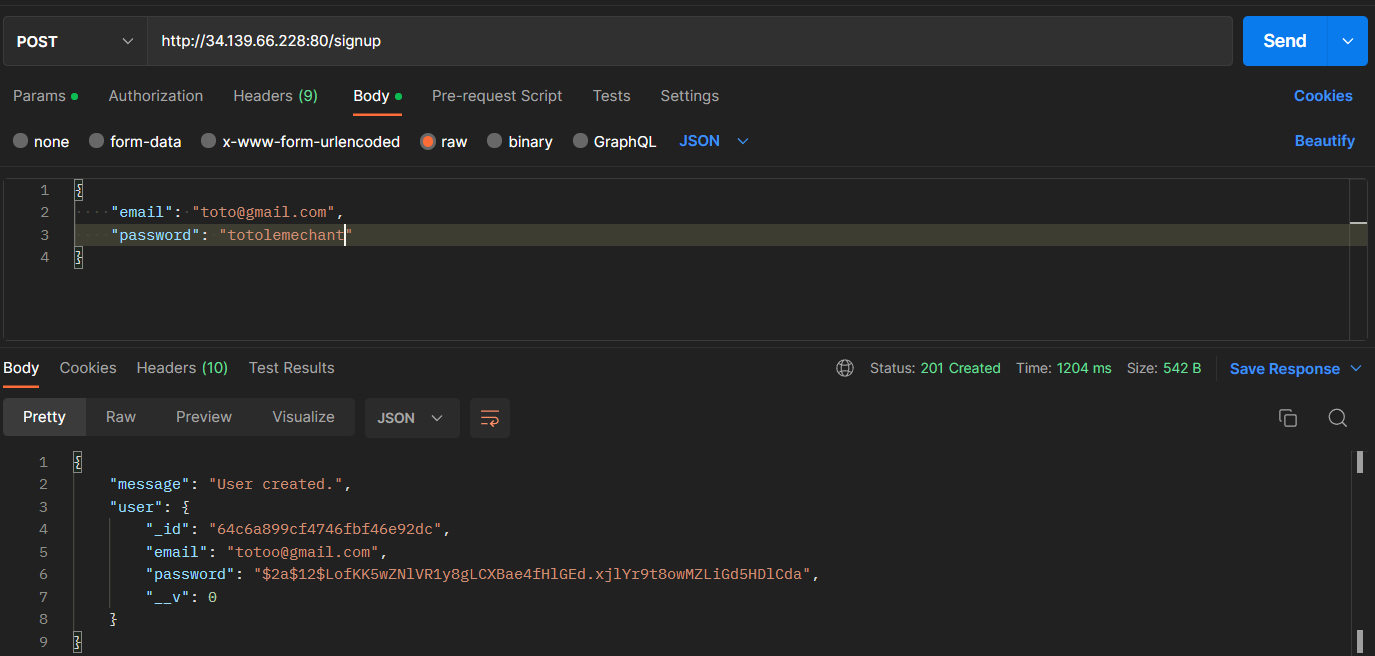 POST http://34.139.66.228:80/signup Send
Params Authorization Headers (9) Body Pre-request Script Tests Settings Cookies
none form-data x-www-form-urlencoded raw binary GraphQL JSON Beautify
1 {
2 "email": "toto@gmail.com",
3 "password": "totolemechant"
4 }
Body Cookies Headers (10) Test Results Status: 201 Created Time: 1204 ms Size: 542 B Save Response
Pretty Raw Preview Visualize JSON
1 {
2 "message": "User created.",
3 "user": {
4 "_id": "64c6a899cf4746fbf46e92dc",
5 "email": "totoo@gmail.com",
6 "password": "$2a$12$LofKK5wZNlVR1y8gLCXBae4fHlGEd.xjlYr9t8owMZLiGd5HDlCda",
7 "__v": 0
8 }
9 }